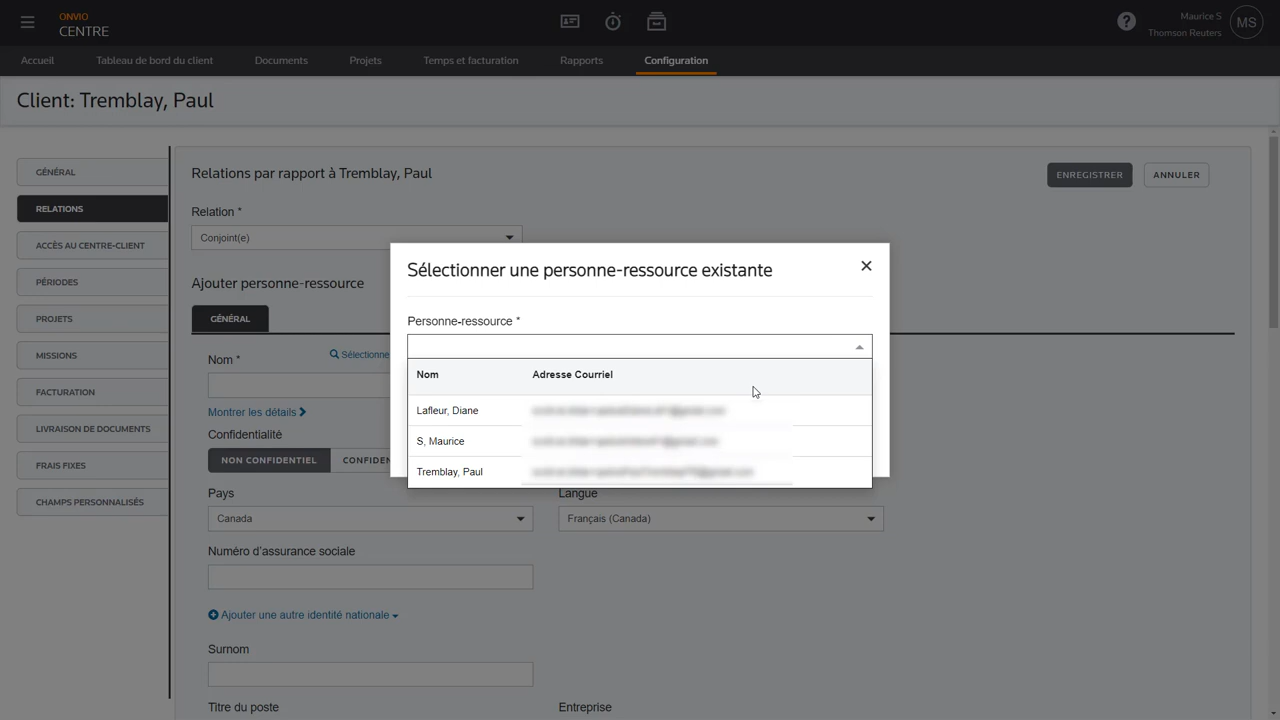 ONVIO
CENTRE
Maurice S
Thomson Reuters
MS
Accueil
Tableau de bord du client
Documents
Projets
Temps et facturation
Rapports
Configuration
Client: Tremblay, Paul
GÉNÉRAL
RELATIONS
ACCÈS AU CENTRE-CLIENT
PÉRIODES
PROJETS
MISSIONS
FACTURATION
LIVRAISON DE DOCUMENTS
FRAIS FIXES
CHAMPS PERSONNALISÉS
Relations par rapport à Tremblay, Paul
ENREGISTRER
ANNULER
Relation *
Conjoint(e)
Ajouter personne-ressource
GÉNÉRAL
Nom *
Sélectionne
Montrer les détails
Confidentialité
NON CONFIDENTIEL
CONFIDEN
Pays
Canada
Langue
Français (Canada)
Numéro d'assurance sociale
Ajouter une autre identité nationale
Surnom
Titre du poste
Entreprise
Sélectionner une personne-ressource existante
Personne-ressource *
Nom
Adresse Courriel
Lafleur, Diane
S, Maurice
Tremblay, Paul